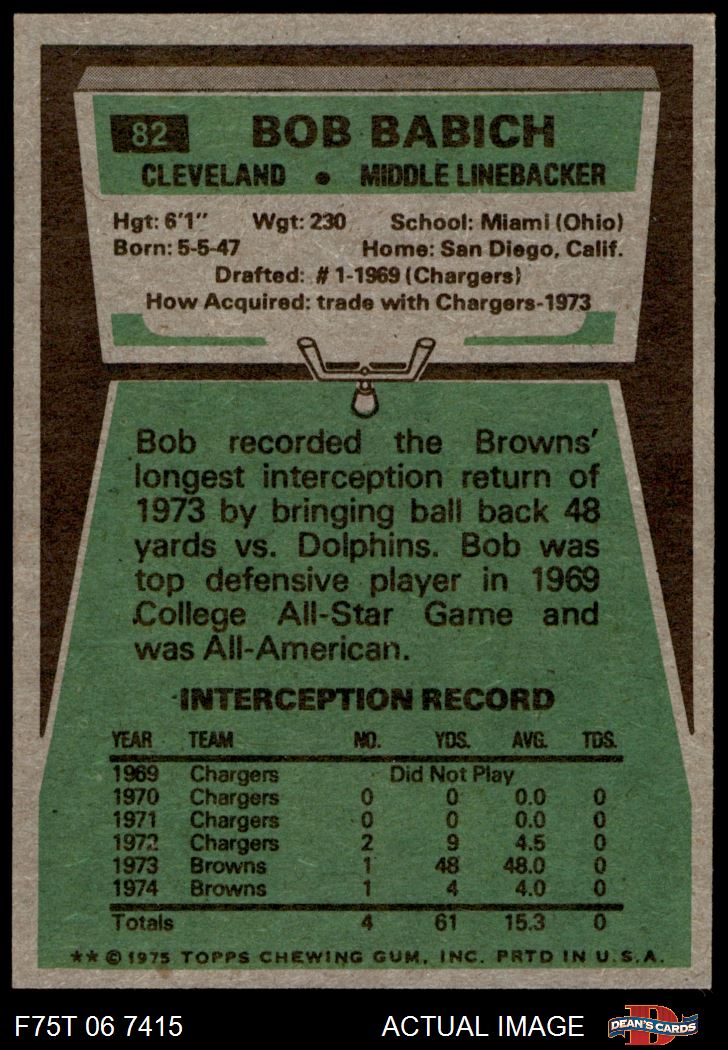 82 BOB BABICH
CLEVELAND • MIDDLE LINEBACKER
Hgt: 6'1" Wgt: 230 School: Miami (Ohio)
Born: 5-5-47 Home: San Diego, Calif.
Drafted: #1-1969 (Chargers)
How Acquired: trade with Chargers-1973
Bob recorded the Browns'
longest interception return of
1973 by bringing ball back 48
yards vs. Dolphins. Bob was
top defensive player in 1969
College All-Star Game and
was All-American.
INTERCEPTION RECORD
YEAR TEAM NO. YDS. AVG. TDS.
1969 Chargers Did Not Play
1970 Chargers 0 0 0.0 0
1971 Chargers 0 0 0.0 0
1972 Chargers 2 9 4.5 0
1973 Browns 1 48 48.0 0
1974 Browns 1 4 4.0 0
Totals 4 61 15.3 0
** © 1975 TOPPS CHEWING GUM, INC. PRTD IN U.S.A.
F75T 06 7415 ACTUAL IMAGE DEAN'S CARDS